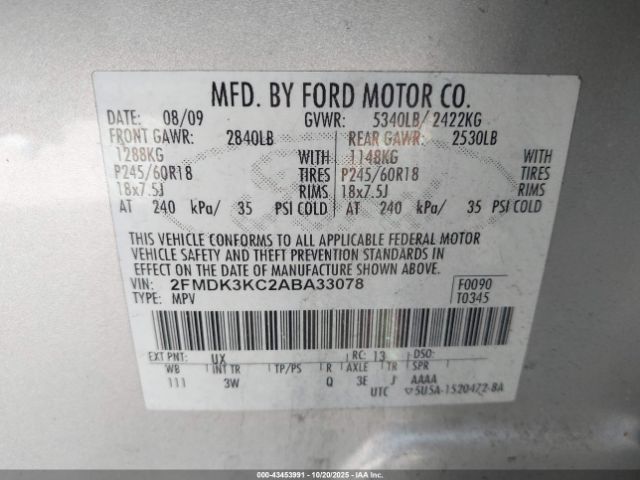 MFD. BY FORD MOTOR CO.
DATE: 08/09 GVWR: 5340LB/ 2422KG
FRONT GAWR: 2840LB REAR GAWR: 2530LB
1288KG WITH 1148KG WITH
P245/60R18 TIRES P245/60R18 TIRES
18x7.5J RIMS 18x7.5J RIMS
AT 240 kPa/ 35 PSI COLD AT 240 kPa/ 35 PSI COLD
THIS VEHICLE CONFORMS TO ALL APPLICABLE FEDERAL MOTOR
VEHICLE SAFETY AND THEFT PREVENTION STANDARDS IN
EFFECT ON THE DATE OF MANUFACTURE SHOWN ABOVE.
VIN: 2FMDK3KC2ABA33078 F0090
TYPE: MPV T0345
EXT PNT: UX RC: 13 DSO:
WB INT TR TP/PS R AXLE TR SPR
111 3W Q 3E J AAAA
UTC 5U5A-1520472-BA
000-43453991 - 10/20/2025 - IAAI.com